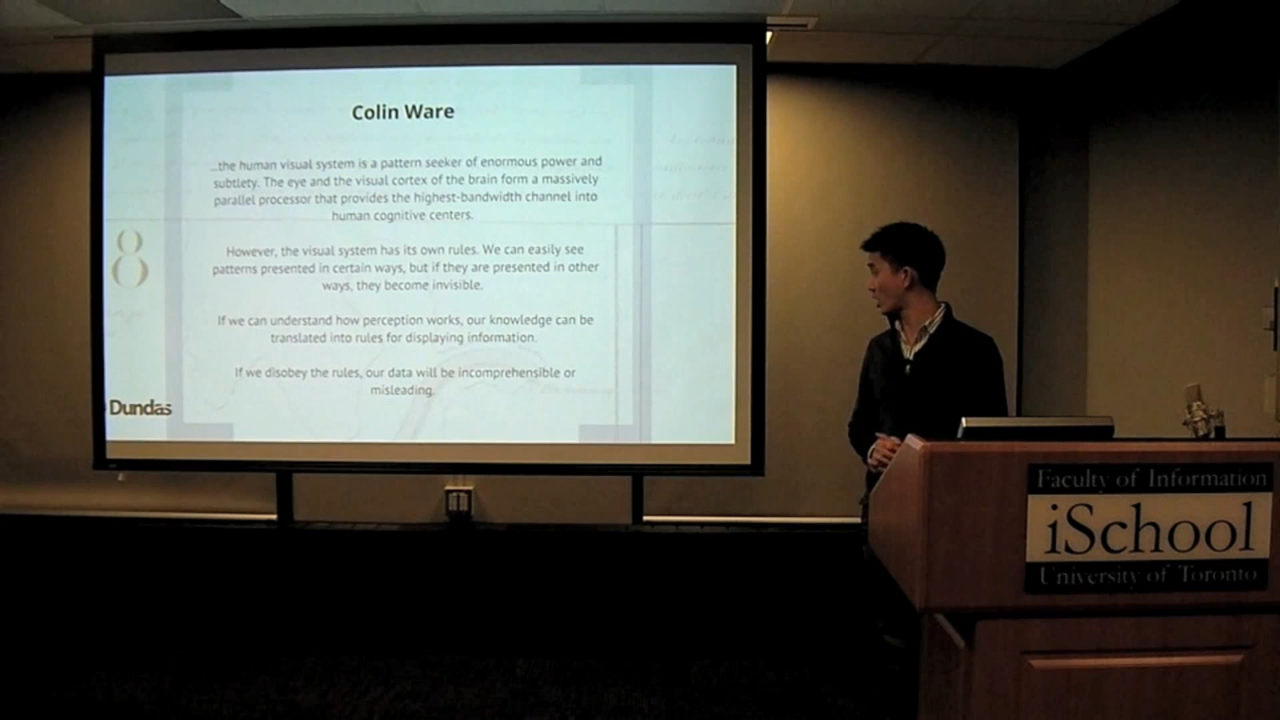 Colin Ware
...the human visual system is a pattern seeker of enormous power and
subtlety. The eye and the visual cortex of the brain form a massively
parallel processor that provides the highest-bandwidth channel into
human cognitive centers.
However, the visual system has its own rules. We can easily see
patterns presented in certain ways, but if they are presented in other
ways, they become invisible.
If we can understand how perception works, our knowledge can be
translated into rules for displaying information.
If we disobey the rules, our data will be incomprehensible or
misleading.
8
Dundas
Faculty of Information
iSchool
University of Toronto